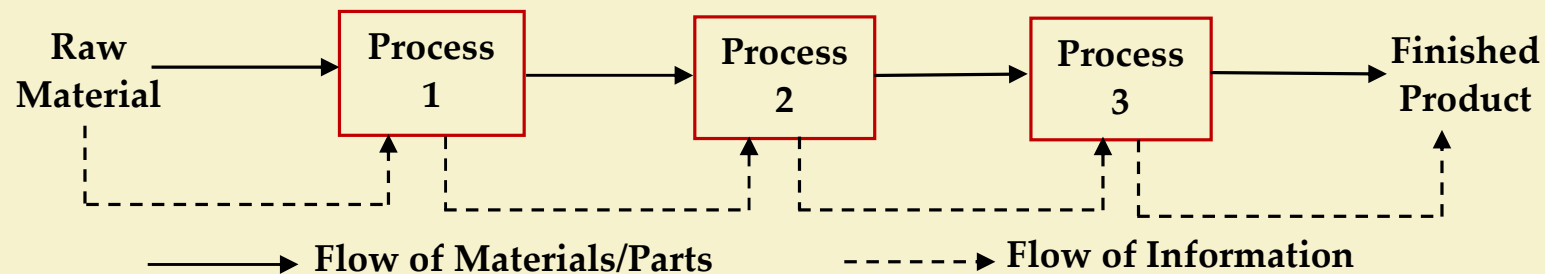 Raw
Material
Process
1
Process
2
Process
3
Finished
Product
Flow of Materials/Parts
Flow of Information